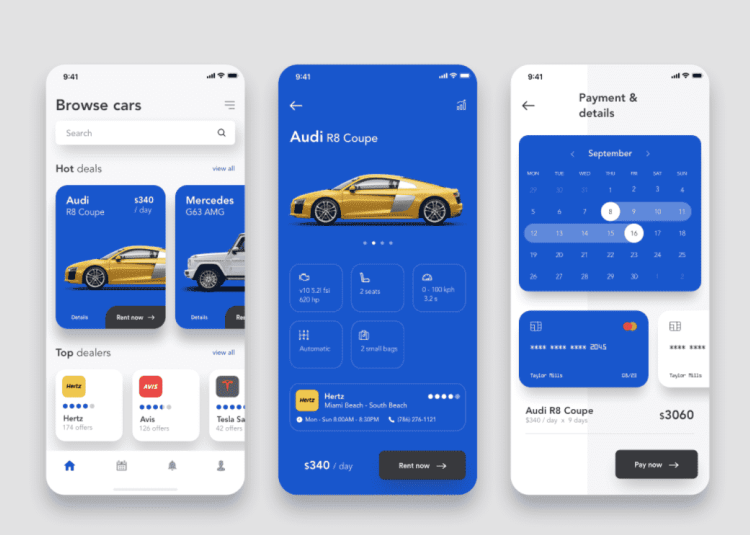 9:41
Browse cars
Search
Hot deals
view all
Audi
R8 Coupe
$340
/ day
Details
Rent now
Mercedes
G63 AMG
Details
Top dealers
view all
Hertz
Hertz
174 offers
AVIS
Avis
126 offers
Tesla Sa
42 offers
9:41
Audi R8 Coupe
v10 5.2l fsi
620 hp
2 seats
0 - 100 kph
3.2 s
Automatic
2 small bags
Hertz
Hertz
Miami Beach - South Beach
Mon - Sun 8:00AM - 8:30PM
(786) 276-1121
$340 / day
Rent now
9:41
Payment &
details
September
MON TUE WED THU FRI SAT SUN
29 30 31 1 2 3 4
5 6 7 8 9 10 11
12 13 14 15 16 17 18
19 20 21 22 23 24 25
26 27 28 29 30 1 2
**** **** **** 2045
Taylor Mills
03/23
**** ****
Taylor Mills
Audi R8 Coupe
$340 / day x 9 days
$3060
Pay now